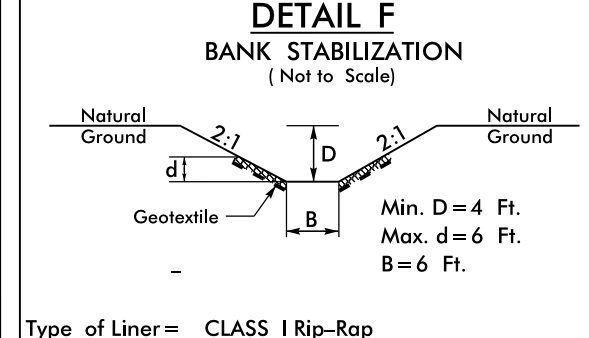 DETAIL F
BANK STABILIZATION
( Not to Scale)
Natural
Ground
2:1
D
2:1
Natural
Ground
d
Geotextile
B
Min. D=4 Ft.
Max. d=6 Ft.
B=6 Ft.
Type of Liner= CLASS I Rip-Rap